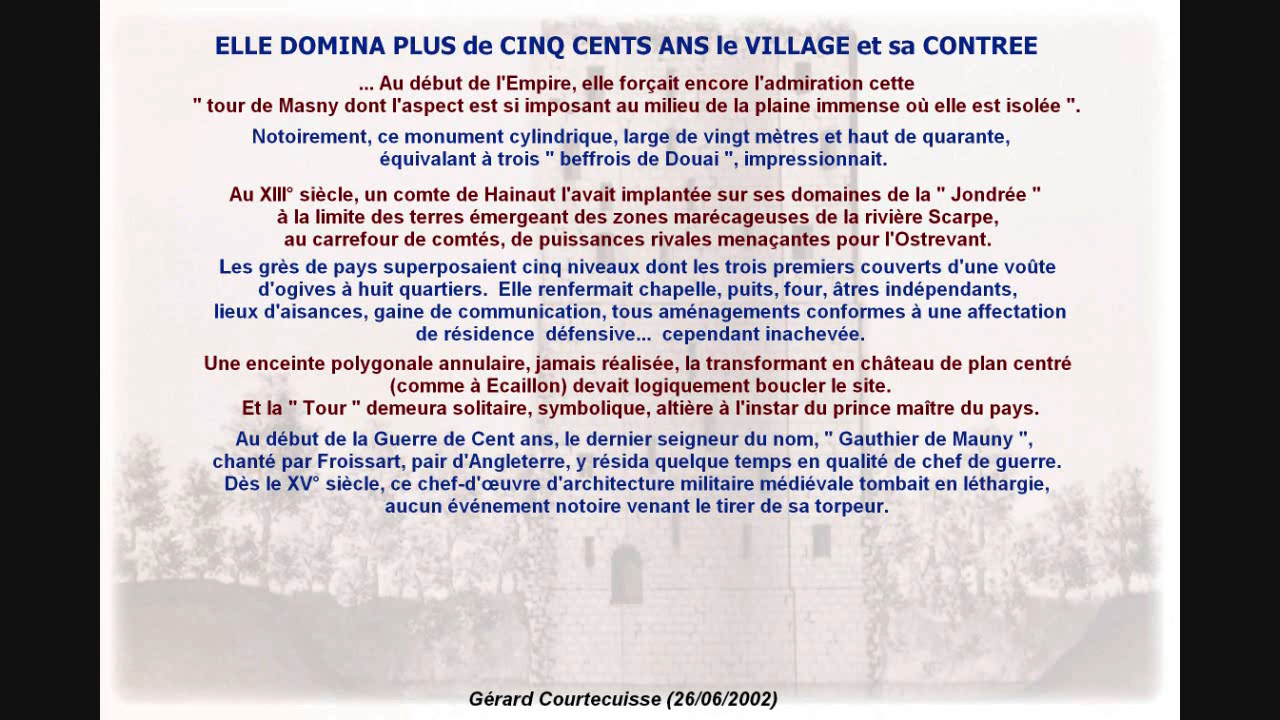 ELLE DOMINA PLUS de CINQ CENTS ANS le VILLAGE et sa CONTREE
... Au début de l'Empire, elle forçait encore l'admiration cette
" tour de Masny dont l'aspect est si imposant au milieu de la plaine immense où elle est isolée ".
Notoirement, ce monument cylindrique, large de vingt mètres et haut de quarante,
équivalant à trois " beffrois de Douai ", impressionnait.
Au XIII° siècle, un comte de Hainaut l'avait implantée sur ses domaines de la " Jondrée "
à la limite des terres émergeant des zones marécageuses de la rivière Scarpe,
au carrefour de comtés, de puissances rivales menaçantes pour l'Ostrevant.
Les grès de pays superposaient cinq niveaux dont les trois premiers couverts d'une voûte
d'ogives à huit quartiers. Elle renfermait chapelle, puits, four, âtres indépendants,
lieux d'aisances, gaine de communication, tous aménagements conformes à une affectation
de résidence défensive... cependant inachevée.
Une enceinte polygonale annulaire, jamais réalisée, la transformant en château de plan centré
(comme à Ecaillon) devait logiquement boucler le site.
Et la " Tour " demeura solitaire, symbolique, altière à l'instar du prince maître du pays.
Au début de la Guerre de Cent ans, le dernier seigneur du nom, " Gauthier de Mauny ",
chanté par Froissart, pair d'Angleterre, y résida quelque temps en qualité de chef de guerre.
Dès le XV° siècle, ce chef-d'œuvre d'architecture militaire médiévale tombait en léthargie,
aucun événement notoire venant le tirer de sa torpeur.
Gérard Courtecuisse (26/06/2002)